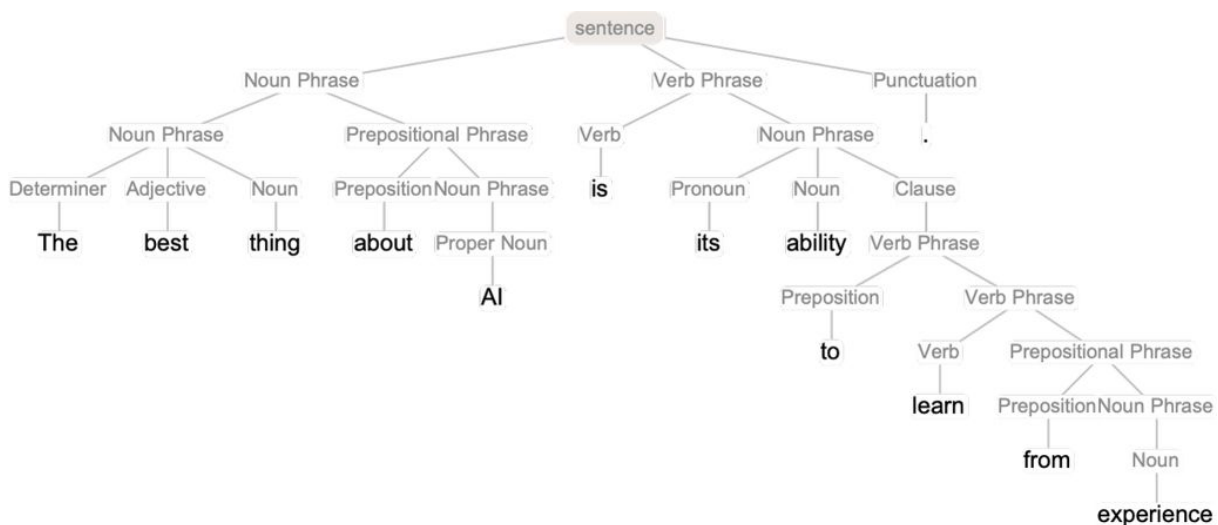 sentence
Noun Phrase Verb Phrase Punctuation
Noun Phrase Prepositional Phrase Verb Noun Phrase .
Determiner Adjective Noun Preposition Noun Phrase is Pronoun Noun Clause
The best thing about Proper Noun its ability Verb Phrase
AI Preposition Verb Phrase
to Verb Prepositional Phrase
learn Preposition Noun Phrase
from Noun
experience